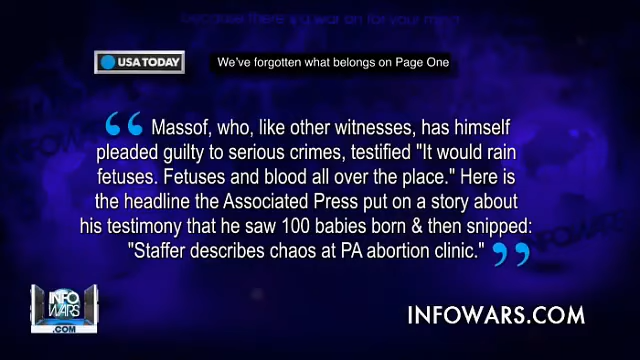 because there's a war on for your mind
USA TODAY
We've forgotten what belongs on Page One
“ Massof, who, like other witnesses, has himself
pleaded guilty to serious crimes, testified "It would rain
fetuses. Fetuses and blood all over the place." Here is
the headline the Associated Press put on a story about
his testimony that he saw 100 babies born & then snipped:
"Staffer describes chaos at PA abortion clinic." ”
INFOWARS
INFO
WARS
.COM
INFOWARS.COM